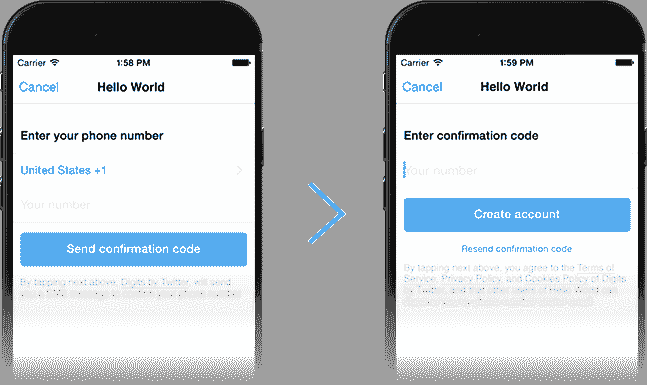 Carrier 1:58 PM
Cancel Hello World
Enter your phone number
United States +1
Your number
Send confirmation code
By tapping next above, Digits by Twitter, will send
Carrier 1:59 PM
Cancel Hello World
Enter confirmation code
Your number
Create account
Resend confirmation code
By tapping next above, you agree to the Terms of
Service, Privacy Policy, and Cookies Policy of Digits